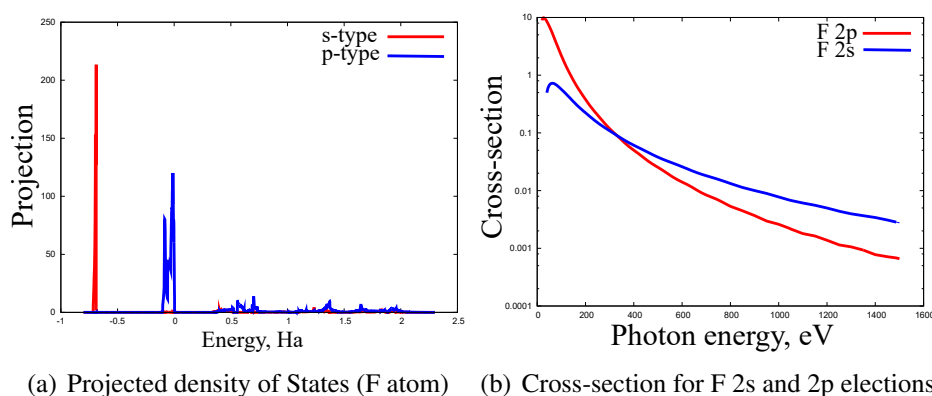 250
200
150
100
50
0
-1
-0.5
0
0.5
1
1.5
2
2.5
Projection
Energy, Ha
s-type
p-type
10
1
0.1
0.01
0.001
0.0001
0
200
400
600
800
1000
1200
1400
1600
Cross-section
Photon energy, eV
F 2p
F 2s
(a) Projected density of States (F atom)
(b) Cross-section for F 2s and 2p elections